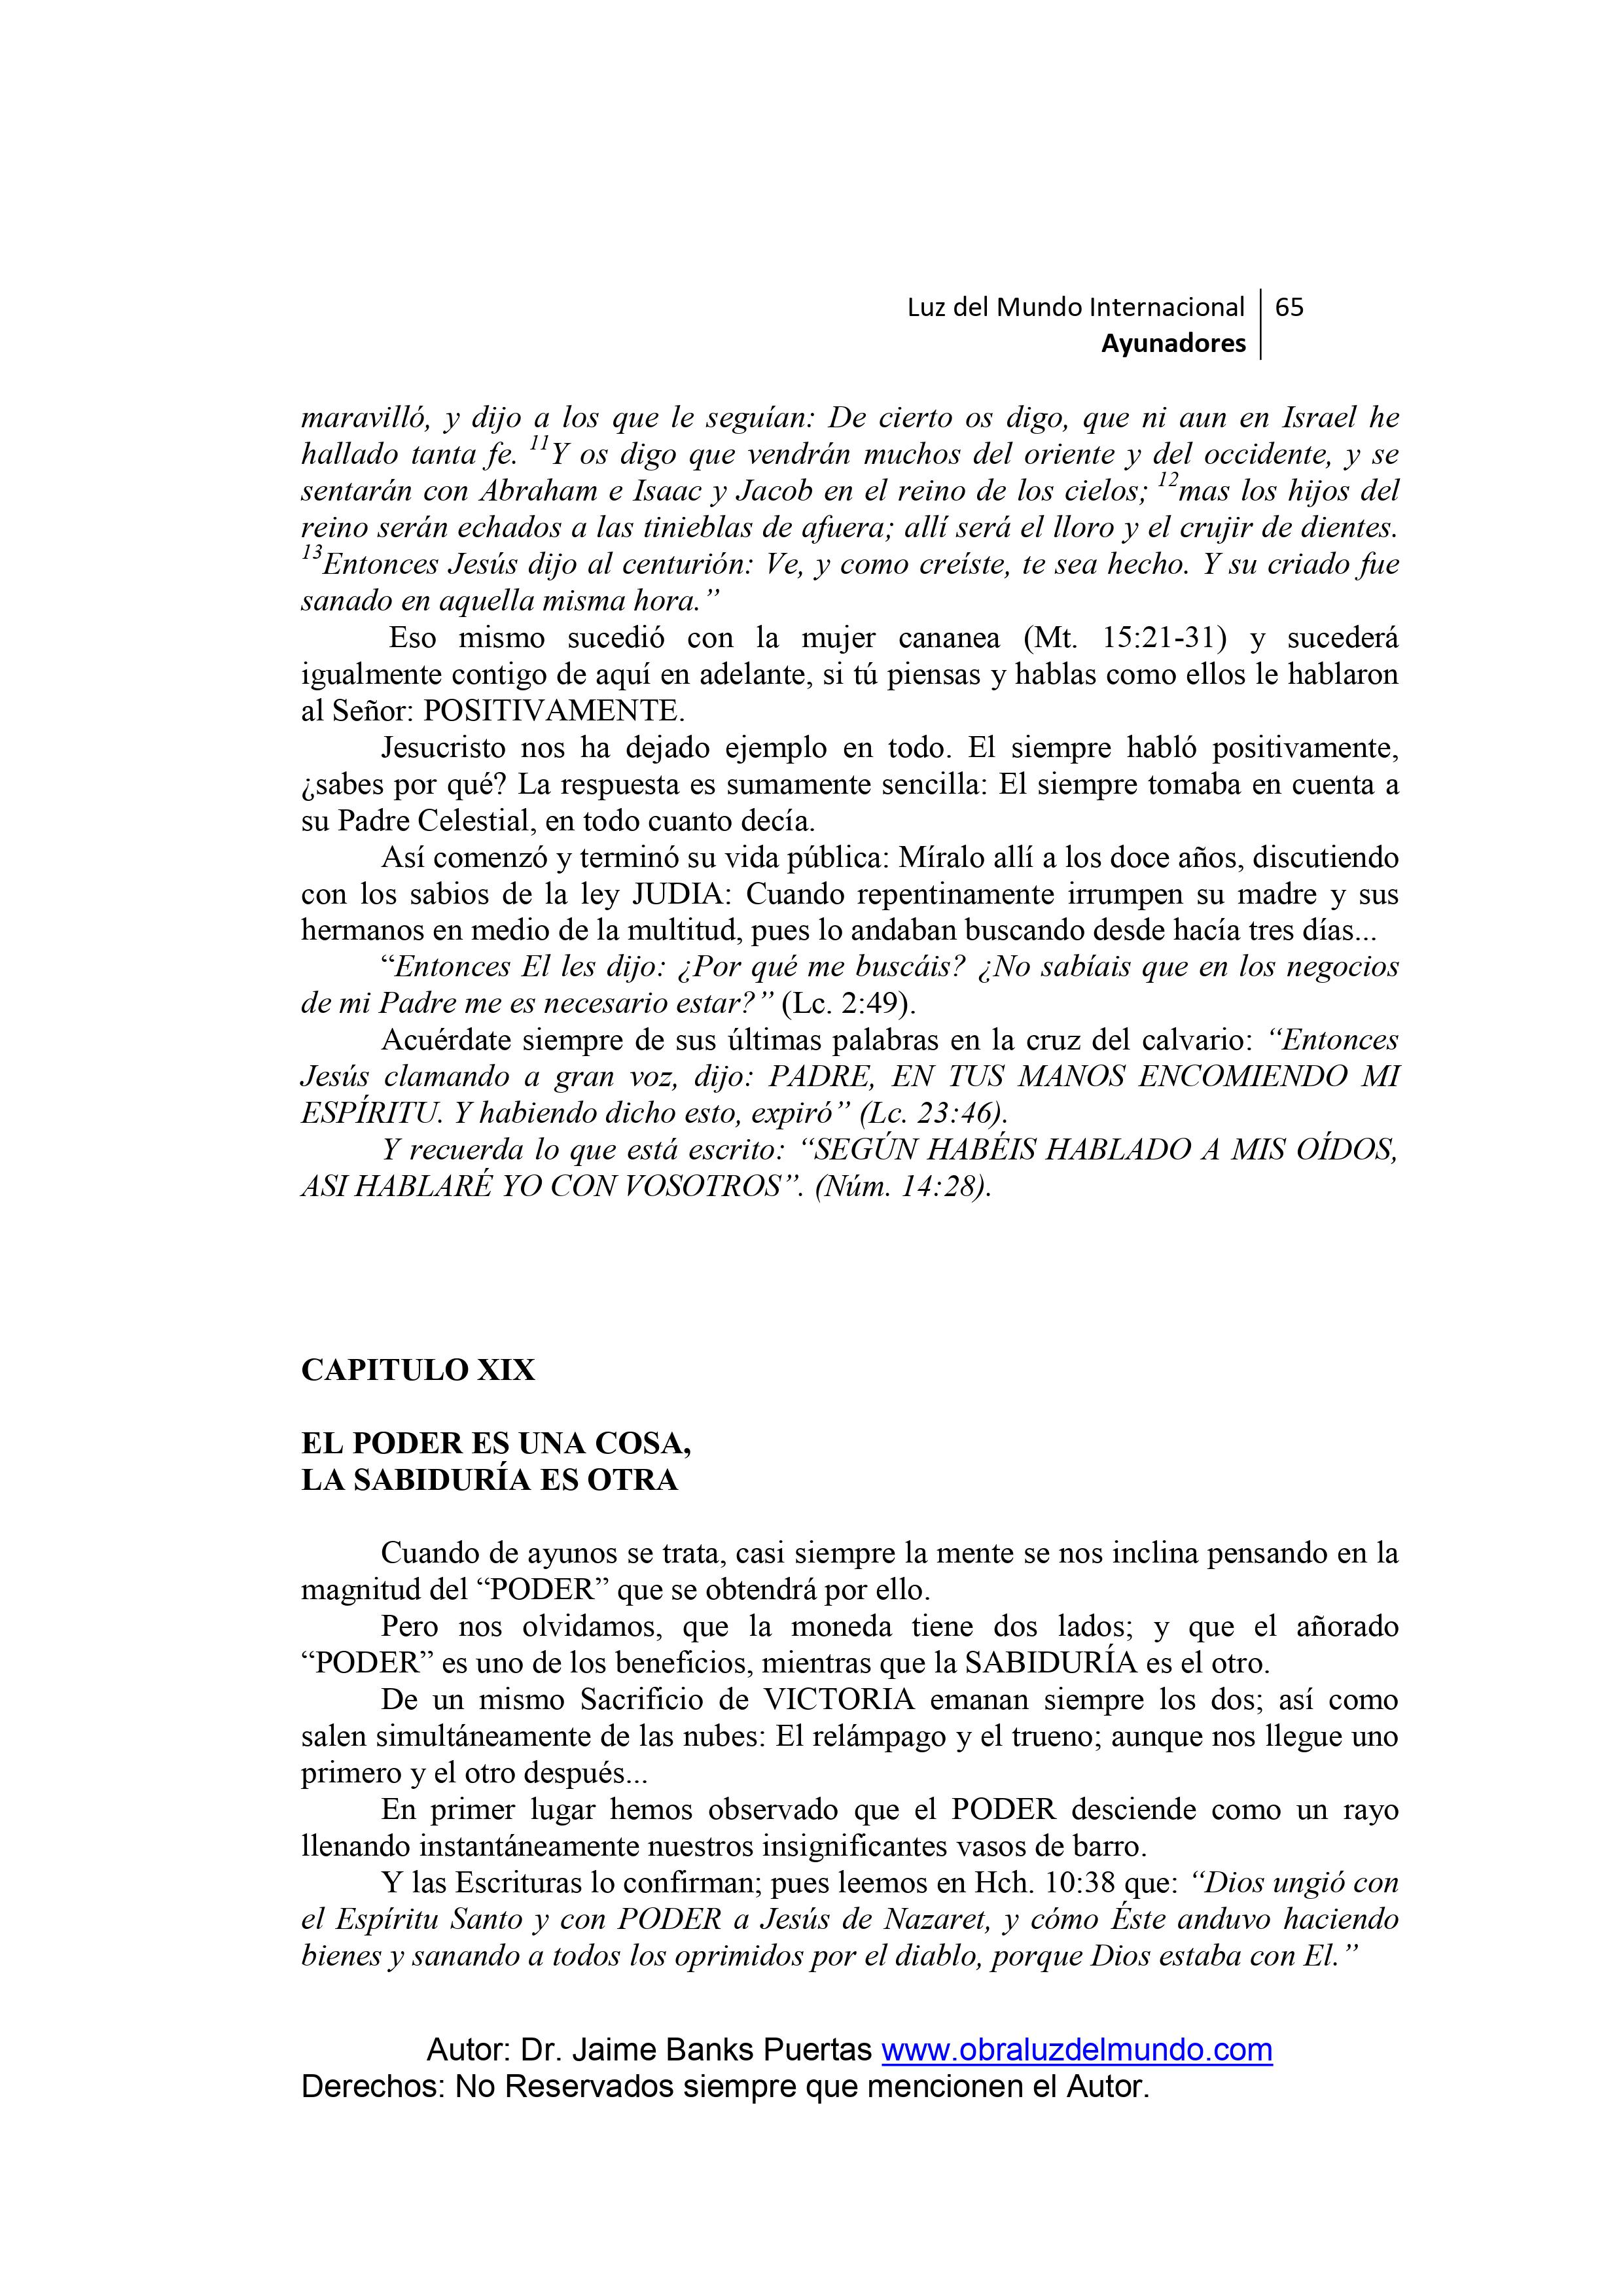 Luz del Mundo Internacional 65
Ayunadores
maravilló, y dijo a los que le seguían: De cierto os digo, que ni aun en Israel he
hallado tanta fe. 11Y os digo que vendrán muchos del oriente y del occidente, y se
sentarán con Abraham e Isaac y Jacob en el reino de los cielos; 12mas los hijos del
reino serán echados a las tinieblas de afuera; allí será el lloro y el crujir de dientes.
13Entonces Jesús dijo al centurión: Ve, y como creíste, te sea hecho. Y su criado fue
sanado en aquella misma hora.”
Eso mismo sucedió con la mujer cananea (Mt. 15:21-31) y sucederá
igualmente contigo de aquí en adelante, si tú piensas y hablas como ellos le hablaron
al Señor: POSITIVAMENTE.
Jesucristo nos ha dejado ejemplo en todo. El siempre habló positivamente,
¿sabes por qué? La respuesta es sumamente sencilla: El siempre tomaba en cuenta a
su Padre Celestial, en todo cuanto decía.
Así comenzó y terminó su vida pública: Míralo allí a los doce años, discutiendo
con los sabios de la ley JUDIA: Cuando repentinamente irrumpen su madre y sus
hermanos en medio de la multitud, pues lo andaban buscando desde hacía tres días...
“Entonces El les dijo: ¿Por qué me buscáis? ¿No sabíais que en los negocios
de mi Padre me es necesario estar?” (Lc. 2:49).
Acuérdate siempre de sus últimas palabras en la cruz del calvario: “Entonces
Jesús clamando a gran voz, dijo: PADRE, EN TUS MANOS ENCOMIENDO MI
ESPÍRITU. Y habiendo dicho esto, expiró” (Lc. 23:46).
Y recuerda lo que está escrito: “SEGÚN HABÉIS HABLADO A MIS OÍDOS,
ASI HABLARÉ YO CON VOSOTROS”. (Núm. 14:28).
CAPITULO XIX
EL PODER ES UNA COSA,
LA SABIDURÍA ES OTRA
Cuando de ayunos se trata, casi siempre la mente se nos inclina pensando en la
magnitud del “PODER” que se obtendrá por ello.
Pero nos olvidamos, que la moneda tiene dos lados; y que el añorado
“PODER” es uno de los beneficios, mientras que la SABIDURÍA es el otro.
De un mismo Sacrificio de VICTORIA emanan siempre los dos; así como
salen simultáneamente de las nubes: El relámpago y el trueno; aunque nos llegue uno
primero y el otro después...
En primer lugar hemos observado que el PODER desciende como un rayo
llenando instantáneamente nuestros insignificantes vasos de barro.
Y las Escrituras lo confirman; pues leemos en Hch. 10:38 que: “Dios ungió con
el Espíritu Santo y con PODER a Jesús de Nazaret, y cómo Éste anduvo haciendo
bienes y sanando a todos los oprimidos por el diablo, porque Dios estaba con El.”
Autor: Dr. Jaime Banks Puertas www.obraluzdelmundo.com
Derechos: No Reservados siempre que mencionen el Autor.